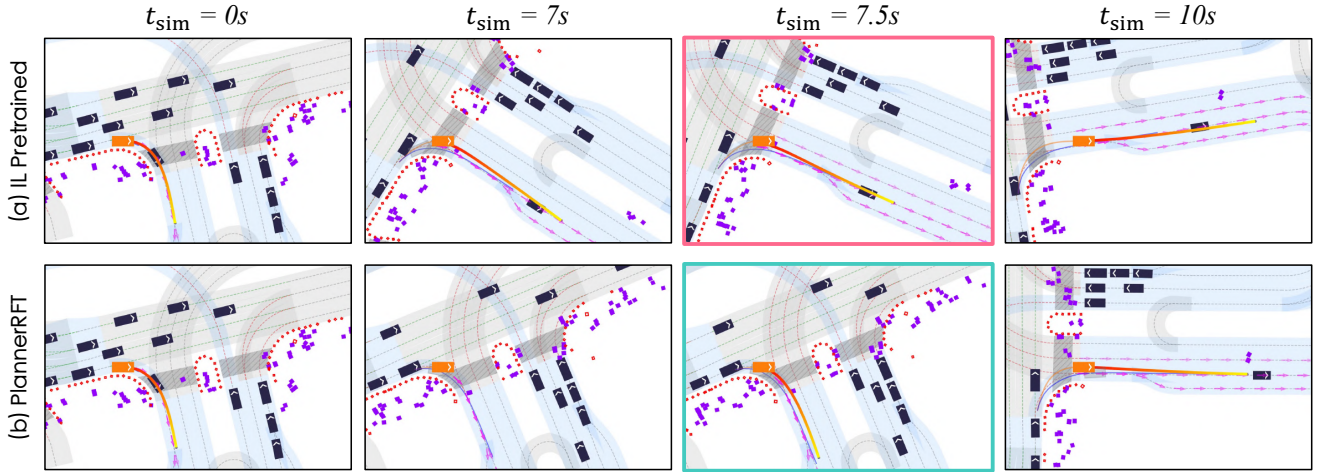 t_sim = 0s
t_sim = 7s
t_sim = 7.5s
t_sim = 10s
(a) IL Pretrained
(b) PlannerRFT